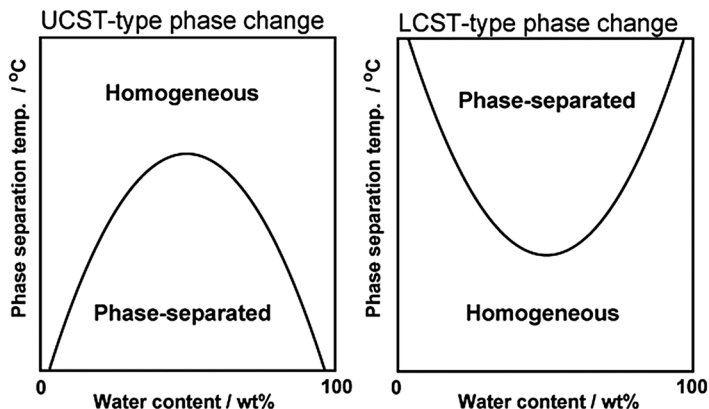 UCST-type phase change
Phase separation temp. / °C
Homogeneous
Phase-separated
0
100
Water content / wt%
LCST-type phase change
Phase separation temp. / °C
Phase-separated
Homogeneous
0
100
Water content / wt%